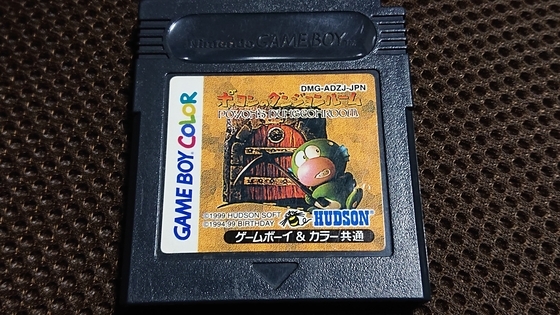 Nintendo GAME BOY
DMG-ADZJ-JPN
ポヨンのダンジョンルーム
POYON'S DUNGEONROOM
GAME BOY COLOR
©1999 HUDSON SOFT
©1994,99 BIRTHDAY
HUDSON
ゲームボーイ & カラー共通